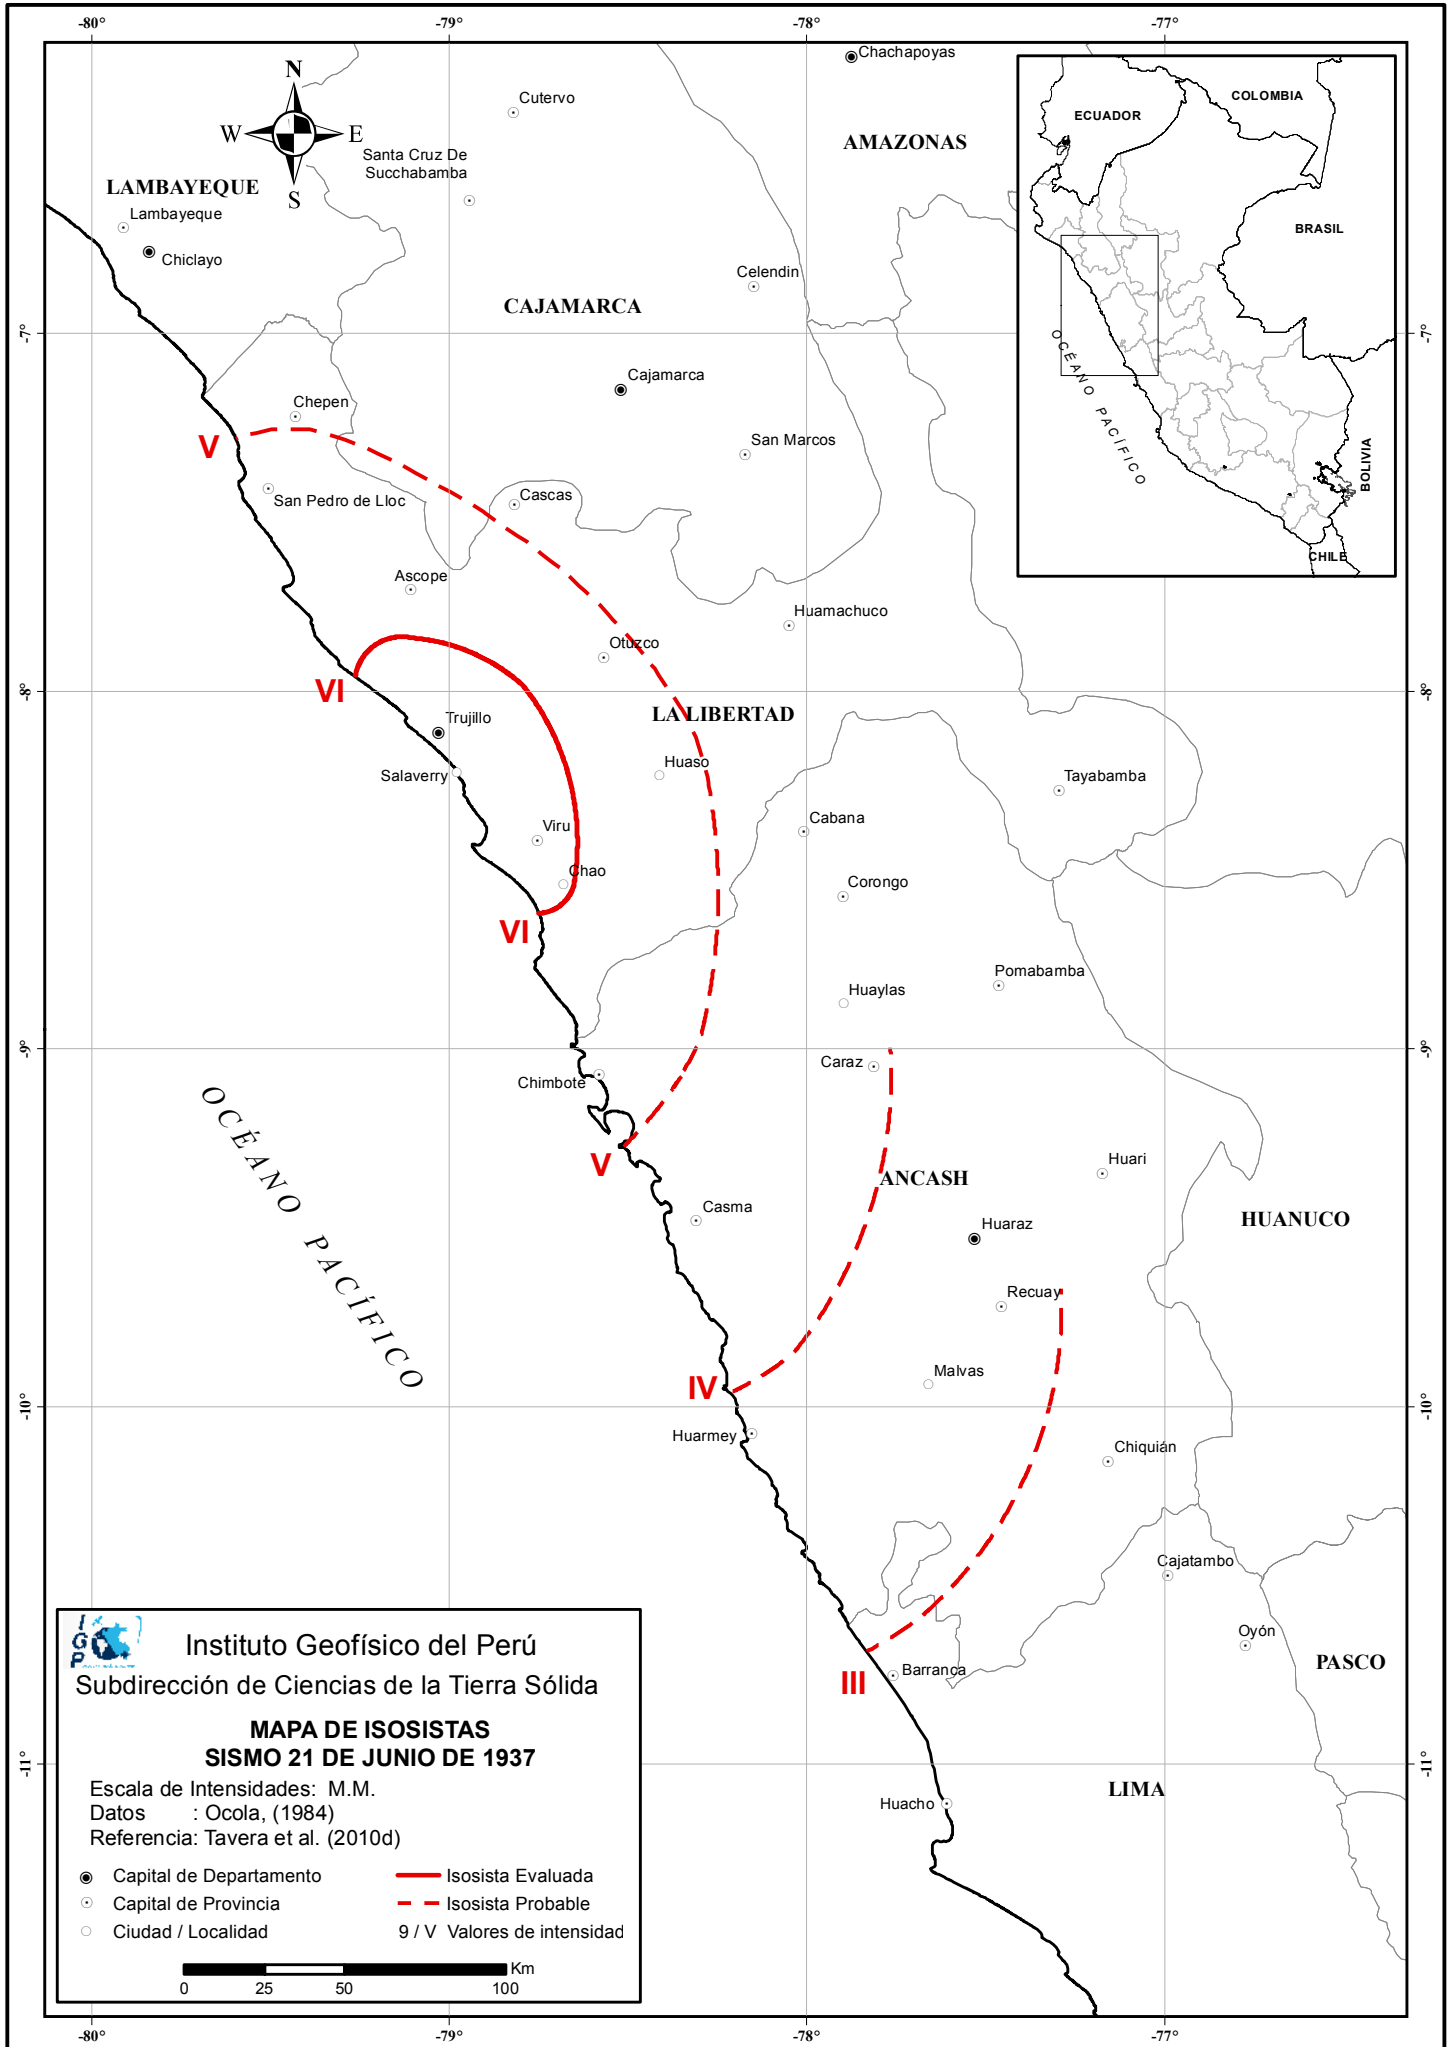 -80°
-79°
-78°
-77°
Chachapoyas
N
W
E
S
Cutervo
Santa Cruz De
Succhabamba
AMAZONAS
LAMBAYEQUE
Lambayeque
Chiclayo
Celendin
CAJAMARCA
COLOMBIA
ECUADOR
BRASIL
OCÉANO PACÍFICO
BOLIVIA
CHILE
-7°
-7°
Cajamarca
Chepen
V
San Marcos
San Pedro de Lloc
Cascas
Ascope
Huamachuco
Otuzco
-8°
-8°
VI
LA LIBERTAD
Trujillo
Salaverry
Huaso
Tayabamba
Viru
Cabana
Chao
Corongo
VI
Pomabamba
Huaylas
-9°
-9°
Caraz
Chimbote
OCÉANO PACÍFICO
V
Huari
ANCASH
Casma
Huaraz
HUANUCO
Recuay
Malvas
IV
-10°
-10°
Huarmey
Chiquián
Cajatambo
Oyón
PASCO
Barranca
III
-11°
LIMA
Huacho
IGP
Instituto Geofísico del Perú
Subdirección de Ciencias de la Tierra Sólida
MAPA DE ISOSISTAS
SISMO 21 DE JUNIO DE 1937
Escala de Intensidades: M.M.
Datos : Ocola, (1984)
Referencia: Tavera et al. (2010d)
Capital de Departamento
Isosista Evaluada
Capital de Provincia
Isosista Probable
Ciudad / Localidad
9 / V Valores de intensidad
Km
0 25 50 100
-11°
-80°
-79°
-78°
-77°